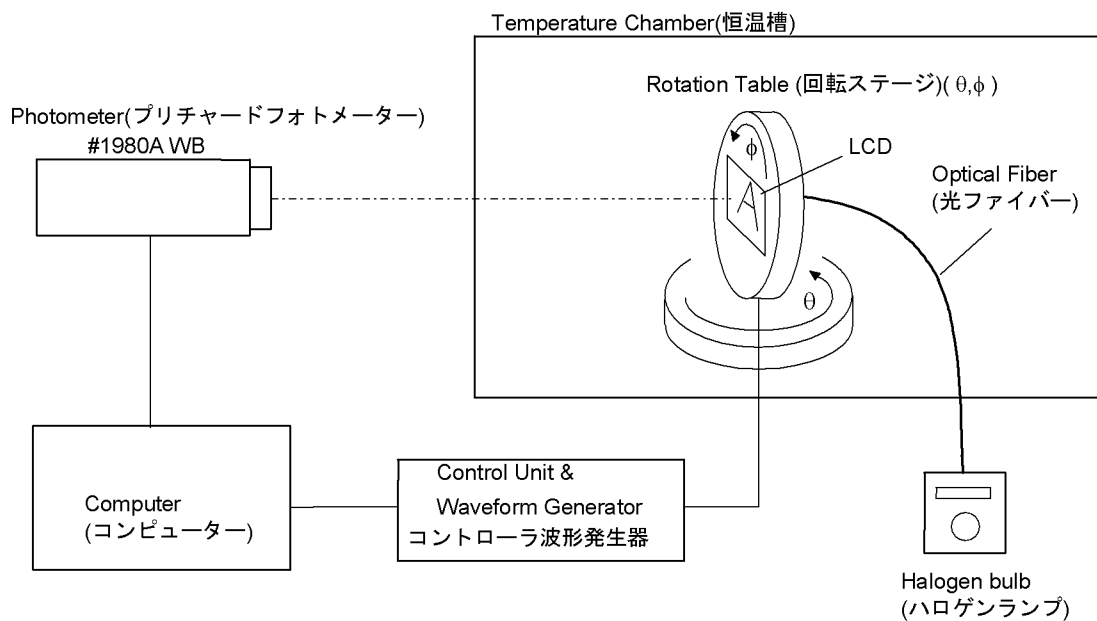 Temperature Chamber(恒温槽)
Rotation Table (回転ステージ)( θ,ϕ )
Photometer(プリチャードフォトメーター)
#1980A WB
ϕ
LCD
A
Optical Fiber
(光ファイバー)
θ
Computer
(コンピューター)
Control Unit &
Waveform Generator
コントローラ波形発生器
Halogen bulb
(ハロゲンランプ)